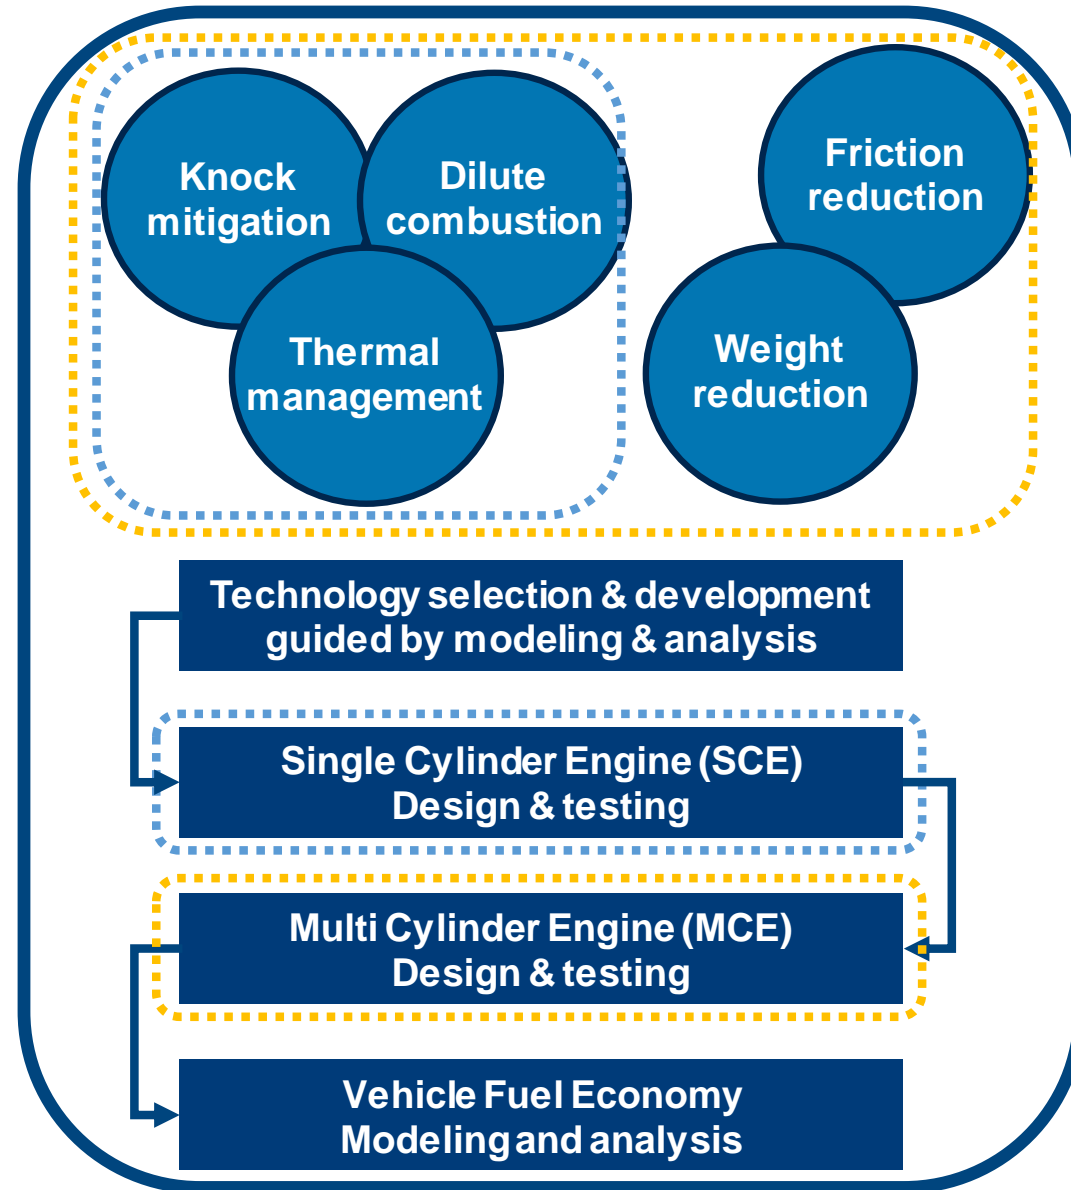 Knock
mitigation
Dilute
combustion
Thermal
management
Friction
reduction
Weight
reduction
Technology selection & development
guided by modeling & analysis
Single Cylinder Engine (SCE)
Design & testing
Multi Cylinder Engine (MCE)
Design & testing
Vehicle Fuel Economy
Modeling and analysis